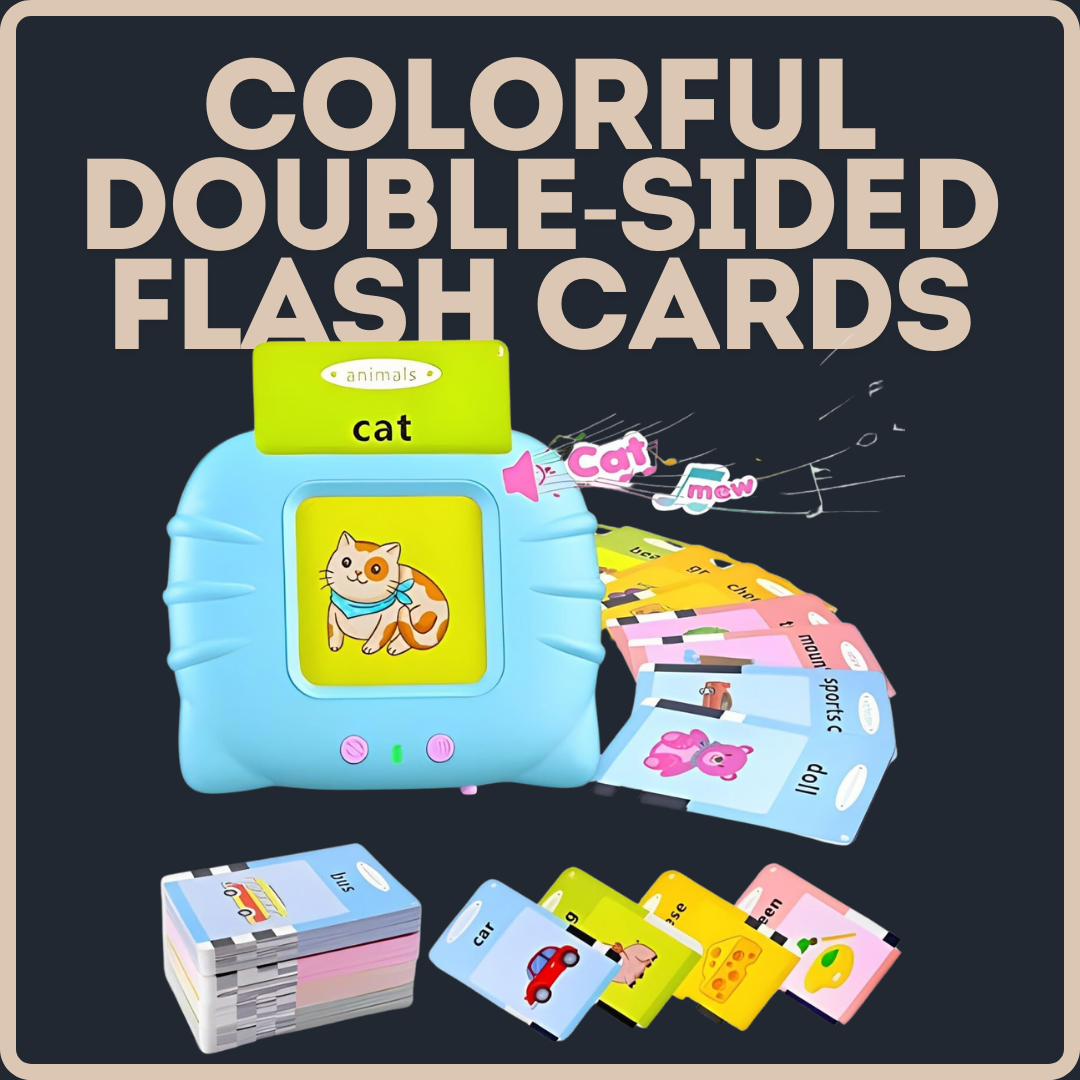 COLORFUL
DOUBLE-SIDED
FLASH CARDS
animals
cat
Cat
mew
sports c
doll
bus
car